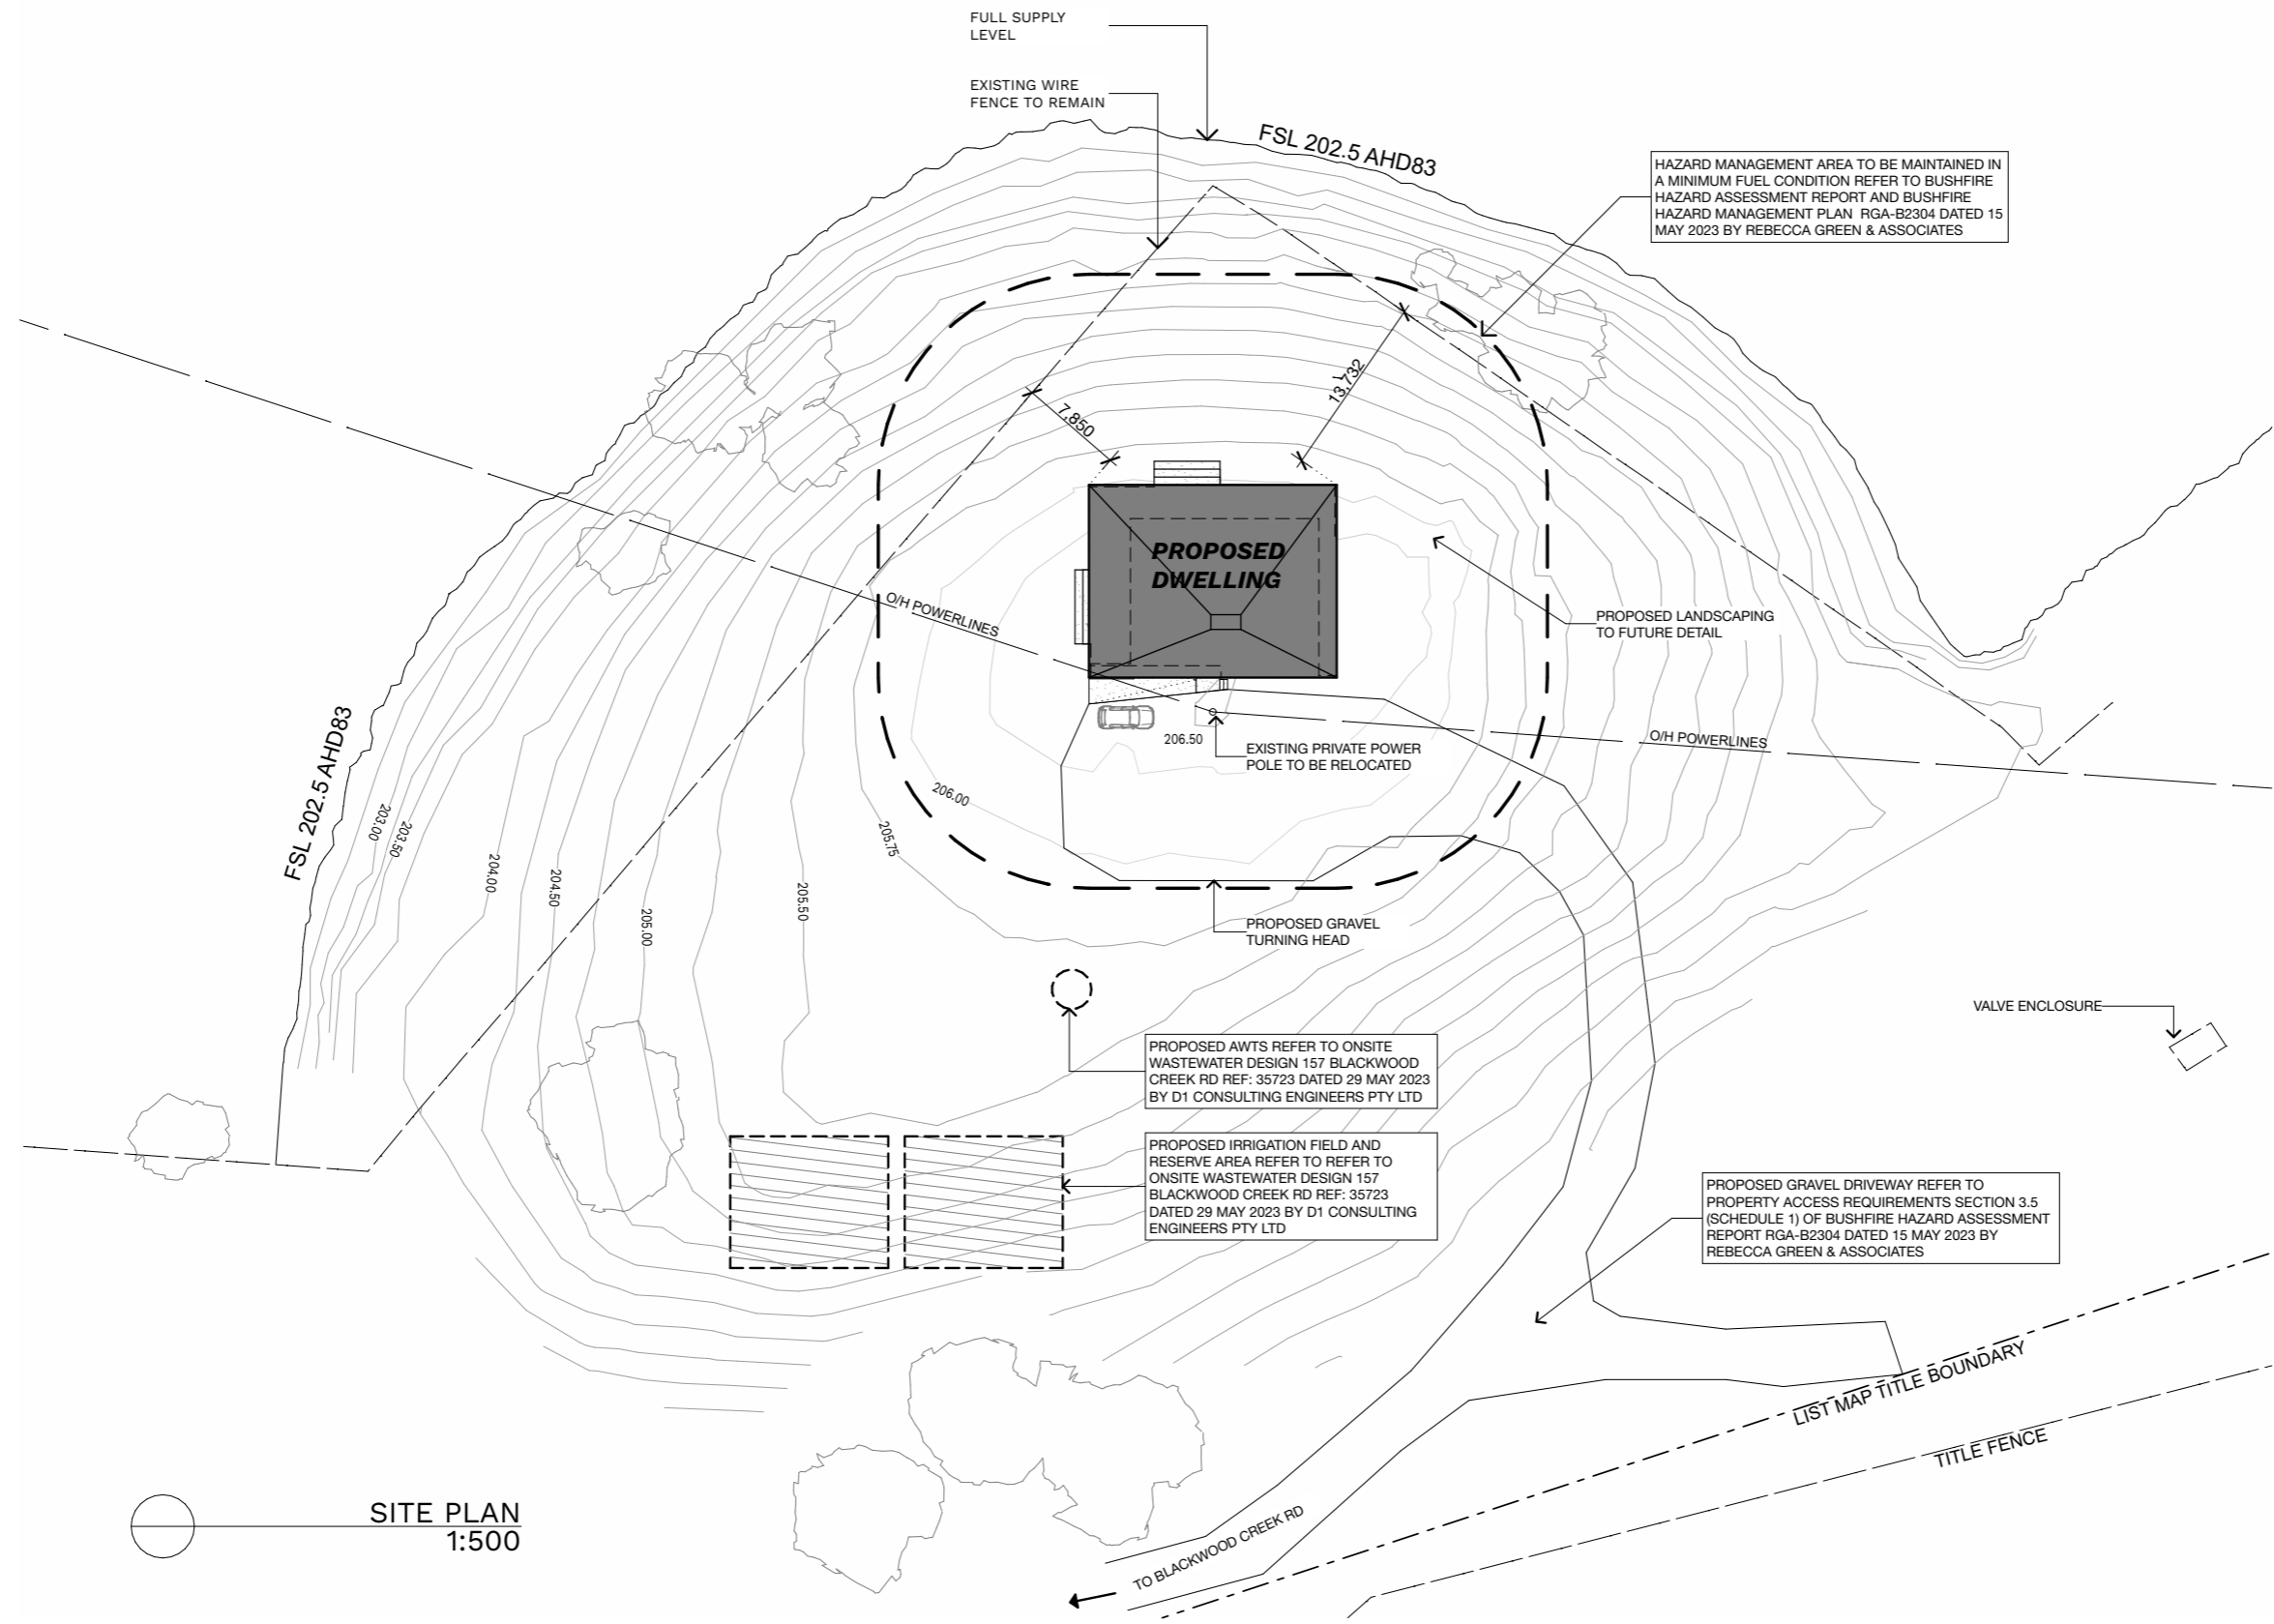 FULL SUPPLY
LEVEL
EXISTING WIRE
FENCE TO REMAIN
FSL 202.5 AHD83
HAZARD MANAGEMENT AREA TO BE MAINTAINED IN
A MINIMUM FUEL CONDITION REFER TO BUSHFIRE
HAZARD ASSESSMENT REPORT AND BUSHFIRE
HAZARD MANAGEMENT PLAN RGA-B2304 DATED 15
MAY 2023 BY REBECCA GREEN & ASSOCIATES
13,732
7,850
PROPOSED
DWELLING
O/H POWERLINES
PROPOSED LANDSCAPING
TO FUTURE DETAIL
O/H POWERLINES
206.50
EXISTING PRIVATE POWER
POLE TO BE RELOCATED
FSL 202.5 AHD83
203.00
203.50
204.00
204.50
205.00
205.50
205.75
206.00
PROPOSED GRAVEL
TURNING HEAD
VALVE ENCLOSURE
PROPOSED AWTS REFER TO ONSITE
WASTEWATER DESIGN 157 BLACKWOOD
CREEK RD REF: 35723 DATED 29 MAY 2023
BY D1 CONSULTING ENGINEERS PTY LTD
PROPOSED IRRIGATION FIELD AND
RESERVE AREA REFER TO REFER TO
ONSITE WASTEWATER DESIGN 157
BLACKWOOD CREEK RD REF: 35723
DATED 29 MAY 2023 BY D1 CONSULTING
ENGINEERS PTY LTD
PROPOSED GRAVEL DRIVEWAY REFER TO
PROPERTY ACCESS REQUIREMENTS SECTION 3.5
(SCHEDULE 1) OF BUSHFIRE HAZARD ASSESSMENT
REPORT RGA-B2304 DATED 15 MAY 2023 BY
REBECCA GREEN & ASSOCIATES
LIST MAP TITLE BOUNDARY
TITLE FENCE
TO BLACKWOOD CREEK RD
SITE PLAN
1:500